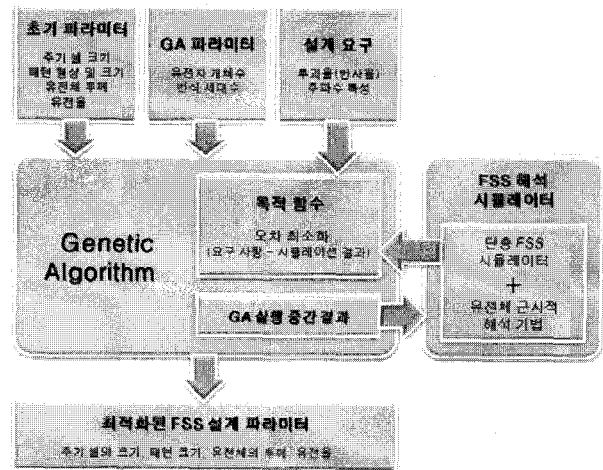 초기 파라미터
주기 셀 크기
패턴 형상 및 크기
유전체 두께
유전율
GA 파라미터
유전자 개체수
번식 세대수
설계 요구
투과율(반사율)
주파수 특성
Genetic
Algorithm
목적 함수
오차 최소화
(요구 사항 - 시뮬레이션 결과)
GA 실행 중간 결과
FSS 해석
시뮬레이터
단층 FSS
시뮬레이터
+
유전체 근사적
해석 기법
최적화된 FSS 설계 파라미터
주기 셀의 크기, 패턴 크기, 유전체의 두께, 유전율